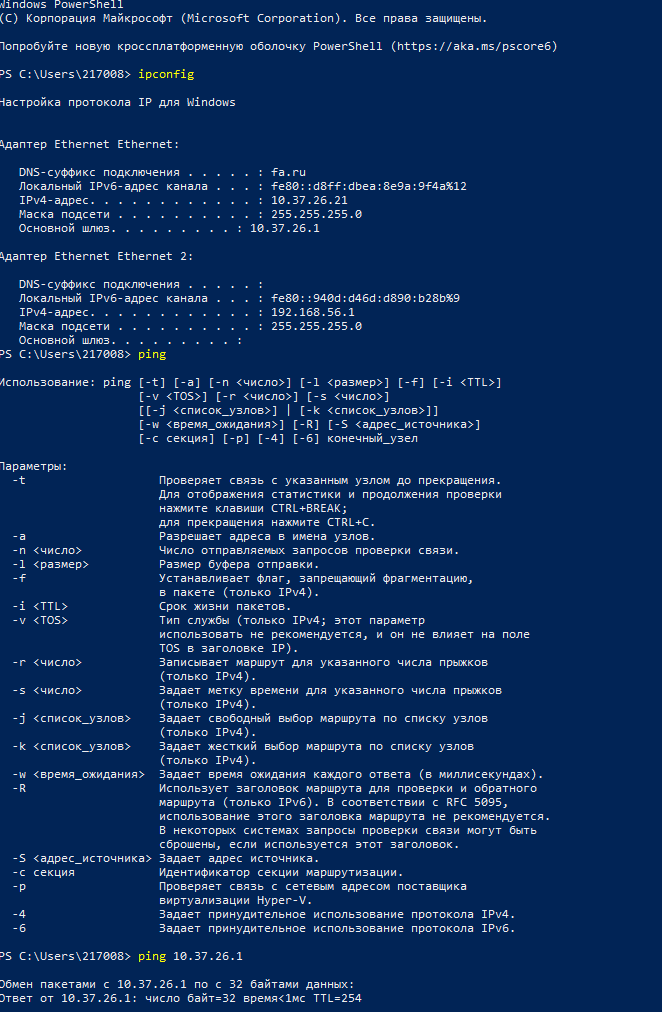 Windows PowerShell
(C) Корпорация Майкрософт (Microsoft Corporation). Все права защищены.
Попробуйте новую кроссплатформенную оболочку PowerShell (https://aka.ms/pscore6)
PS C:\Users\217008> ipconfig
Настройка протокола IP для Windows
Адаптер Ethernet Ethernet:
DNS-суффикс подключения . . . . . : fa.ru
Локальный IPv6-адрес канала . . . : fe80::d8ff:dbea:8e9a:9f4a%12
IPv4-адрес. . . . . . . . . . . . : 10.37.26.21
Маска подсети . . . . . . . . . . : 255.255.255.0
Основной шлюз. . . . . . . . . : 10.37.26.1
Адаптер Ethernet Ethernet 2:
DNS-суффикс подключения . . . . . :
Локальный IPv6-адрес канала . . . : fe80::940d:d46d:d890:b28b%9
IPv4-адрес. . . . . . . . . . . . : 192.168.56.1
Маска подсети . . . . . . . . . . : 255.255.255.0
Основной шлюз. . . . . . . . . :
PS C:\Users\217008> ping
Использование: ping [-t] [-a] [-n <число>] [-l <размер>] [-f] [-i <TTL>]
[-v <TOS>] [-r <число>] [-s <число>]
[[-j <список_узлов>] | [-k <список_узлов>]]
[-w <время_ожидания>] [-R] [-S <адрес_источника>]
[-c секция] [-p] [-4] [-6] конечный_узел
Параметры:
-t Проверяет связь с указанным узлом до прекращения.
Для отображения статистики и продолжения проверки
нажмите клавиши CTRL+BREAK;
для прекращения нажмите CTRL+C.
-a Разрешает адреса в имена узлов.
-n <число> Число отправляемых запросов проверки связи.
-l <размер> Размер буфера отправки.
-f Устанавливает флаг, запрещающий фрагментацию,
в пакете (только IPv4).
-i <TTL> Срок жизни пакетов.
-v <TOS> Тип службы (только IPv4; этот параметр
использовать не рекомендуется, и он не влияет на поле
TOS в заголовке IP).
-r <число> Записывает маршрут для указанного числа прыжков
(только IPv4).
-s <число> Задает метку времени для указанного числа прыжков
(только IPv4).
-j <список_узлов> Задает свободный выбор маршрута по списку узлов
(только IPv4).
-k <список_узлов> Задает жесткий выбор маршрута по списку узлов
(только IPv4).
-w <время_ожидания> Задает время ожидания каждого ответа (в миллисекундах).
-R Использует заголовок маршрута для проверки и обратного
маршрута (только IPv6). В соответствии с RFC 5095,
использование этого заголовка маршрута не рекомендуется.
В некоторых системах запросы проверки связи могут быть
сброшены, если используется этот заголовок.
-S <адрес_источника> Задает адрес источника.
-c секция Идентификатор секции маршрутизации.
-p Проверяет связь с сетевым адресом поставщика
виртуализации Hyper-V.
-4 Задает принудительное использование протокола IPv4.
-6 Задает принудительное использование протокола IPv6.
PS C:\Users\217008> ping 10.37.26.1
Обмен пакетами с 10.37.26.1 по с 32 байтами данных:
Ответ от 10.37.26.1: число байт=32 время<1мс TTL=254